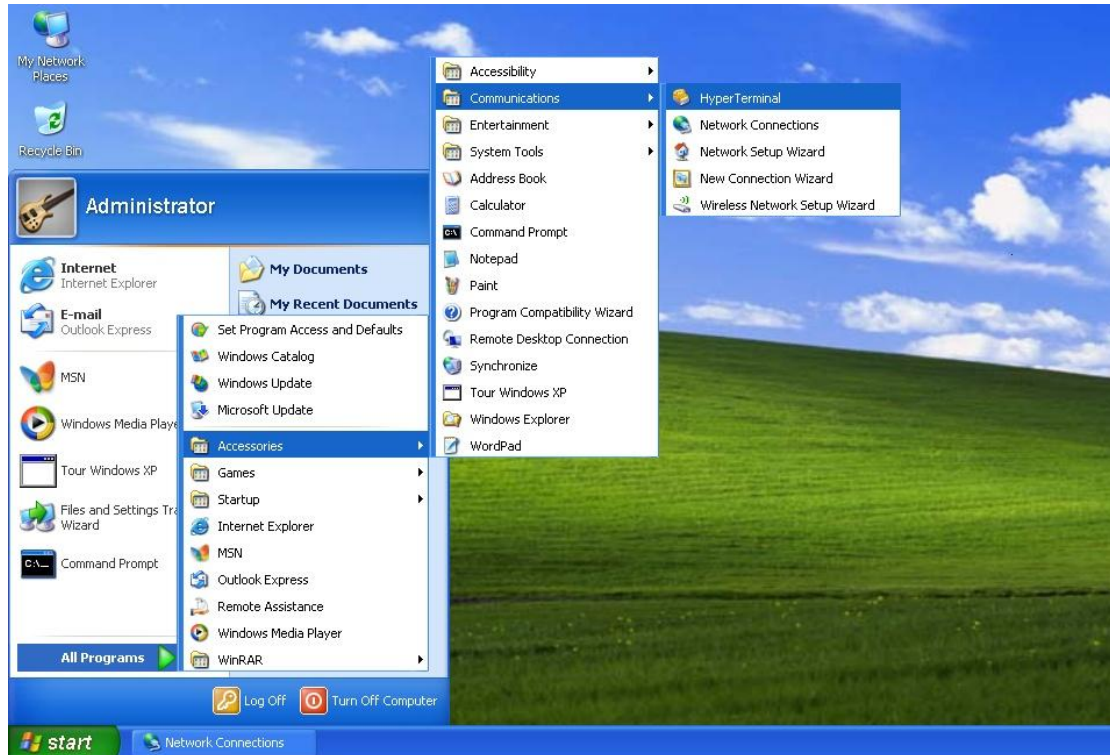 My Network
Places
Recycle Bin
Administrator
Internet
Internet Explorer
E-mail
Outlook Express
MSN
Windows Media Playe
Tour Windows XP
Files and Settings Tra
Wizard
C:\_
Command Prompt
All Programs
My Documents
My Recent Documents
Set Program Access and Defaults
Windows Catalog
Windows Update
Microsoft Update
Accessories
Games
Startup
Internet Explorer
MSN
Outlook Express
Remote Assistance
Windows Media Player
WinRAR
Accessibility
Communications
Entertainment
System Tools
Address Book
Calculator
C:\
Command Prompt
Notepad
Paint
Program Compatibility Wizard
Remote Desktop Connection
Synchronize
Tour Windows XP
Windows Explorer
WordPad
HyperTerminal
Network Connections
Network Setup Wizard
New Connection Wizard
Wireless Network Setup Wizard
Log Off
Turn Off Computer
start
Network Connections